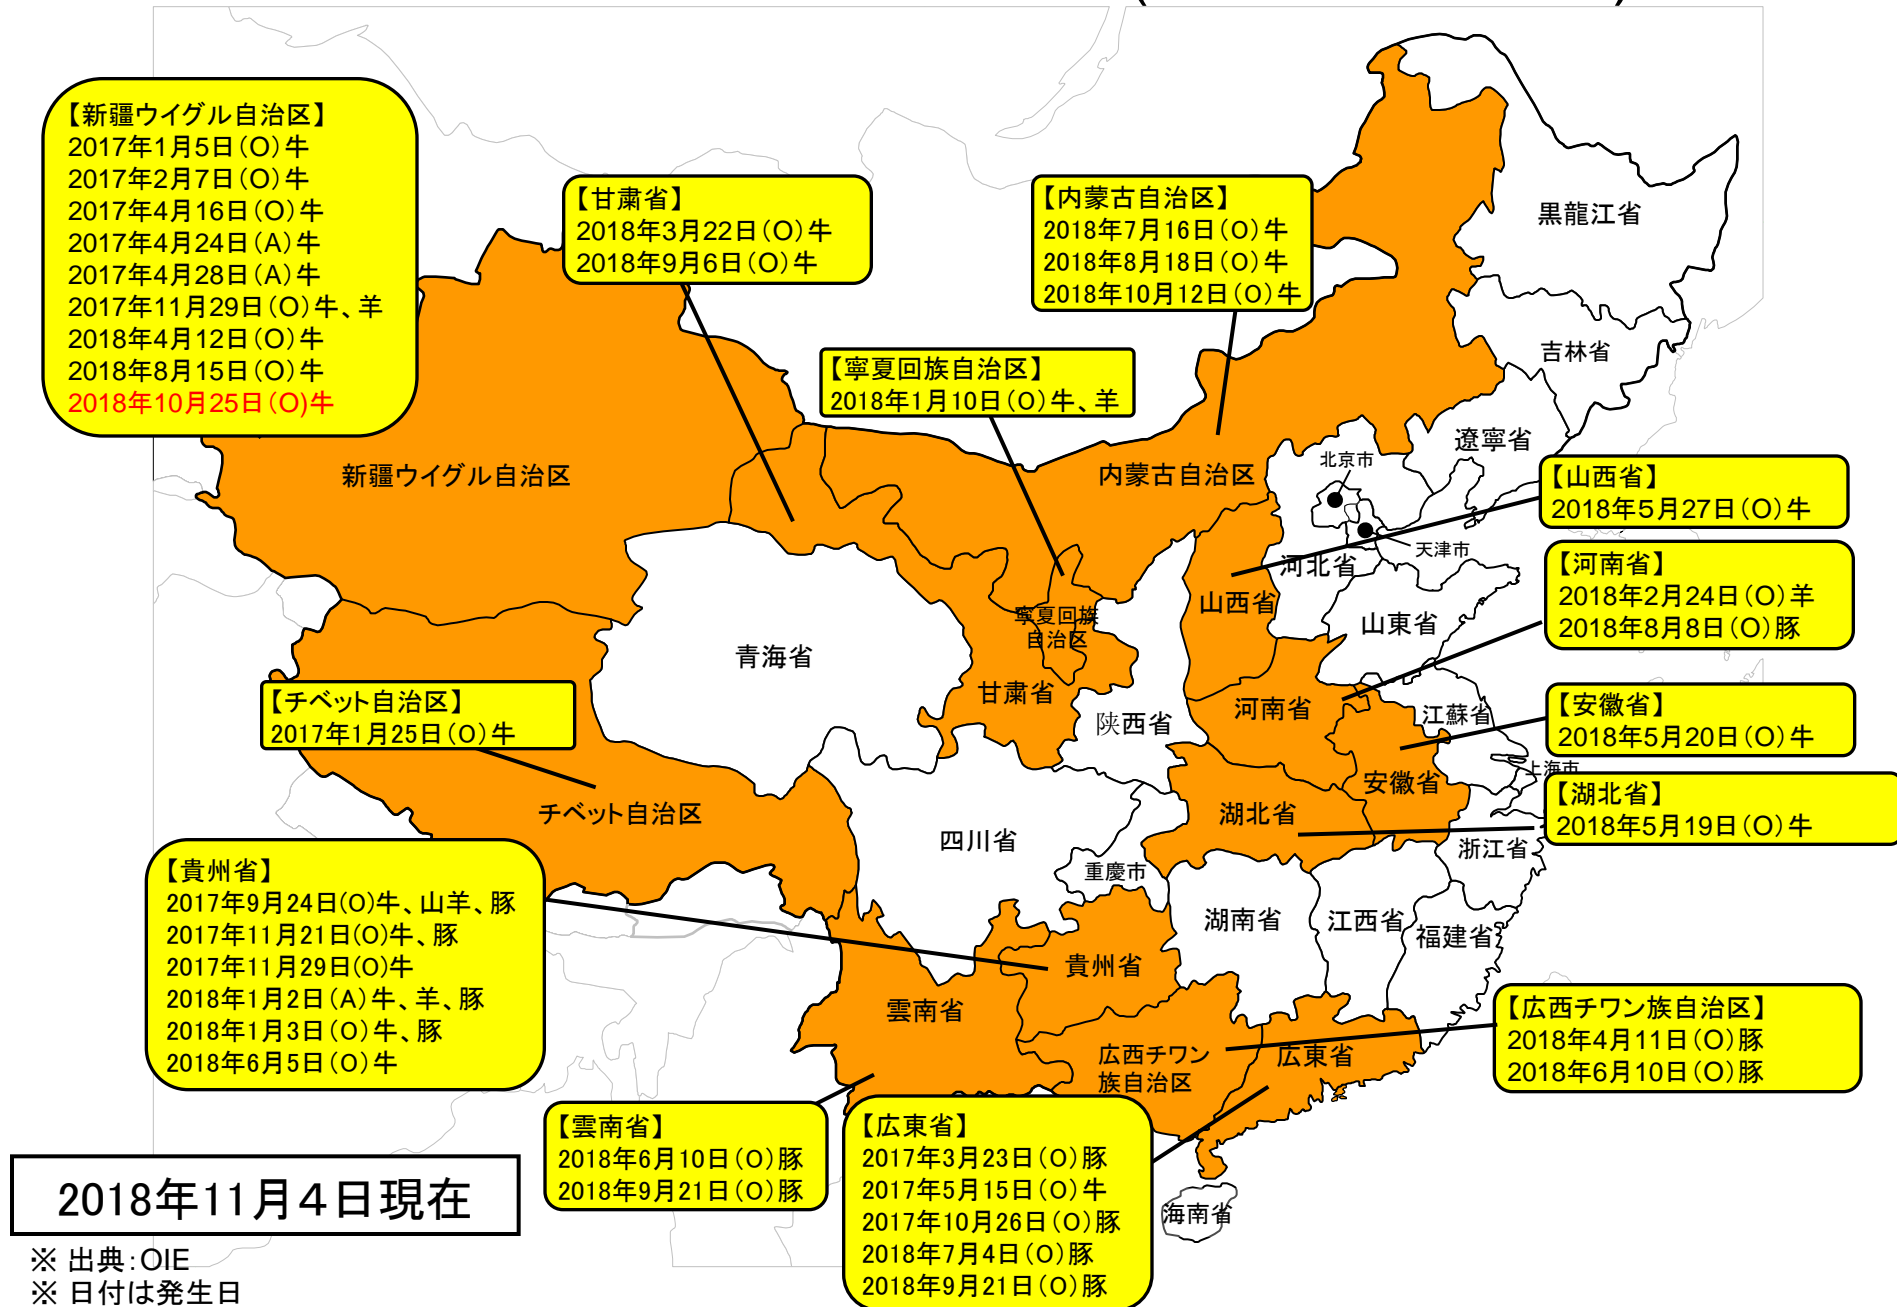 【新疆ウイグル自治区】
2017年1月5日(O)牛
2017年2月7日(O)牛
2017年4月16日(O)牛
2017年4月24日(A)牛
2017年4月28日(A)牛
2017年11月29日(O)牛、羊
2018年4月12日(O)牛
2018年8月15日(O)牛
2018年10月25日(O)牛
【甘粛省】
2018年3月22日(O)牛
2018年9月6日(O)牛
【内蒙古自治区】
2018年7月16日(O)牛
2018年8月18日(O)牛
2018年10月12日(O)牛
【寧夏回族自治区】
2018年1月10日(O)牛、羊
黒龍江省
吉林省
遼寧省
北京市
天津市
河北省
新疆ウイグル自治区
内蒙古自治区
【山西省】
2018年5月27日(O)牛
【河南省】
2018年2月24日(O)羊
2018年8月8日(O)豚
山西省
山東省
寧夏回族
自治区
青海省
甘粛省
陕西省
河南省
江蘇省
【チベット自治区】
2017年1月25日(O)牛
【安徽省】
2018年5月20日(O)牛
上海市
安徽省
【湖北省】
2018年5月19日(O)牛
チベット自治区
四川省
湖北省
浙江省
重慶市
【貴州省】
2017年9月24日(O)牛、山羊、豚
2017年11月21日(O)牛、豚
2017年11月29日(O)牛
2018年1月2日(A)牛、羊、豚
2018年1月3日(O)牛、豚
2018年6月5日(O)牛
湖南省
江西省
福建省
貴州省
雲南省
広西チワン
族自治区
広東省
【広西チワン族自治区】
2018年4月11日(O)豚
2018年6月10日(O)豚
【雲南省】
2018年6月10日(O)豚
2018年9月21日(O)豚
【広東省】
2017年3月23日(O)豚
2017年5月15日(O)牛
2017年10月26日(O)豚
2018年7月4日(O)豚
2018年9月21日(O)豚
海南省
2018年11月4日現在
※ 出典:OIE
※ 日付は発生日